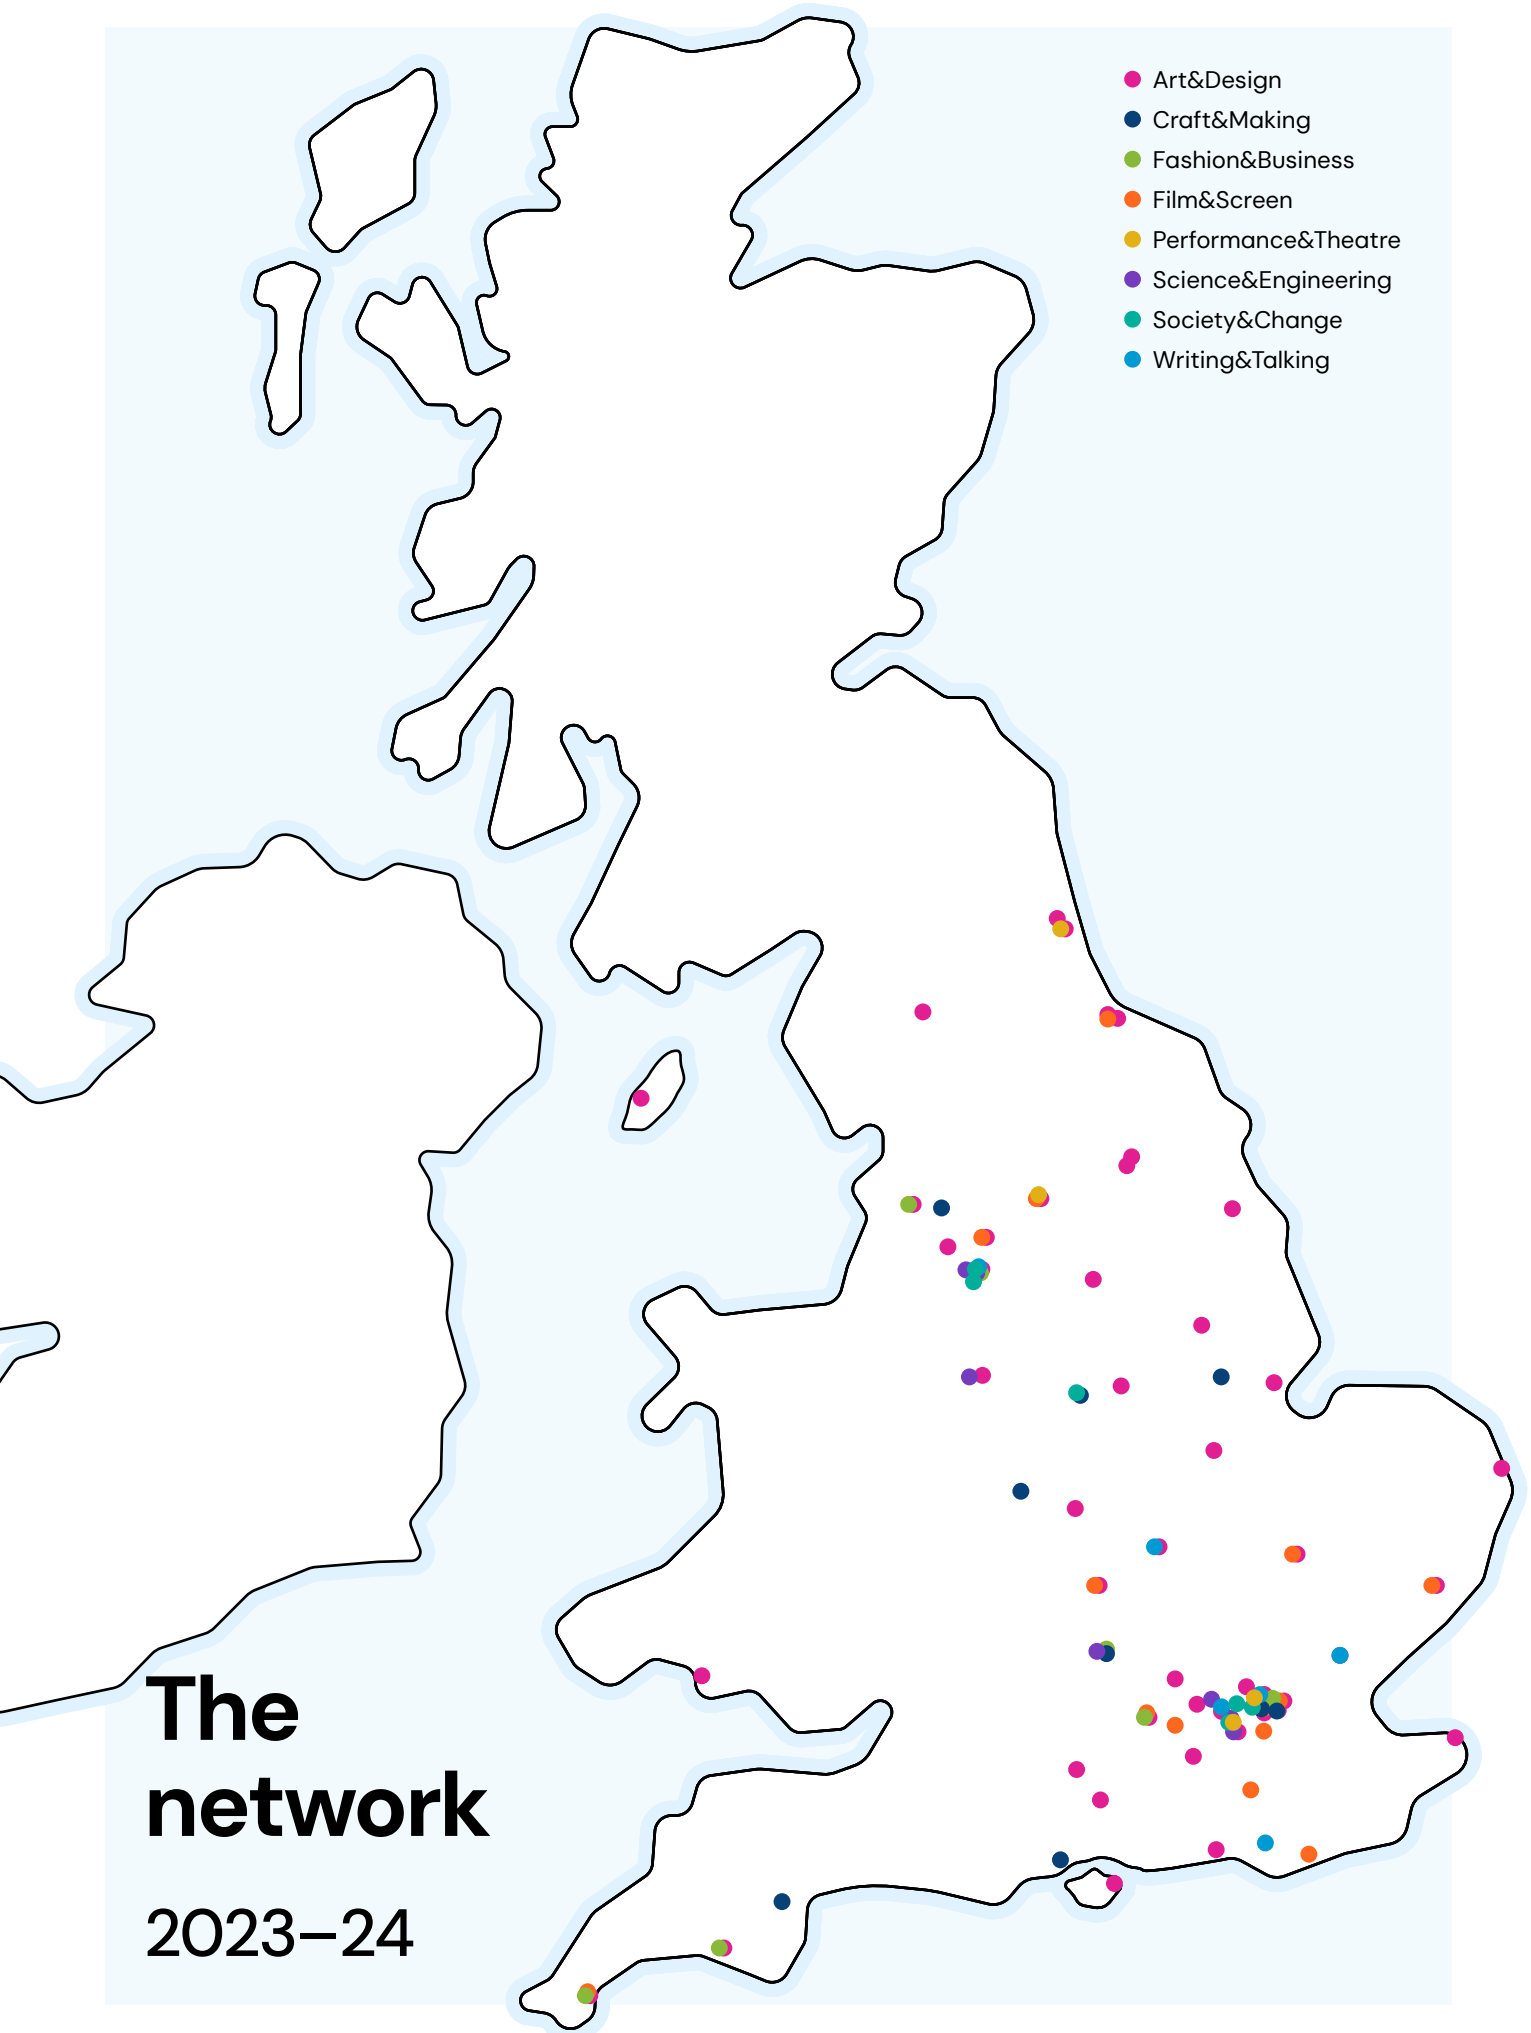 Art&Design
Craft&Making
Fashion&Business
Film&Screen
Performance&Theatre
Science&Engineering
Society&Change
Writing&Talking
The
network
2023–24